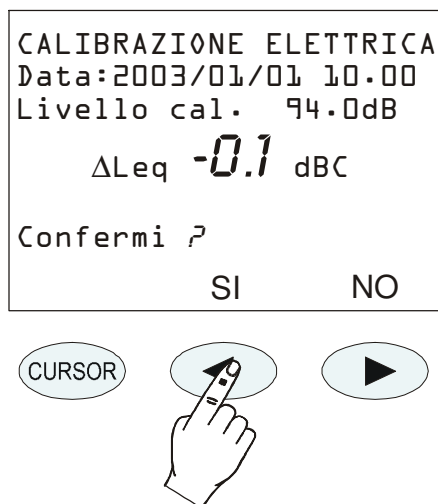 CALIBRAZIONE ELETTRICA
Data:2003/01/01 10.00
Livello cal. 94.0dB
ΔLeq -0.1 dBC
Confermi ?
SI NO
CURSOR